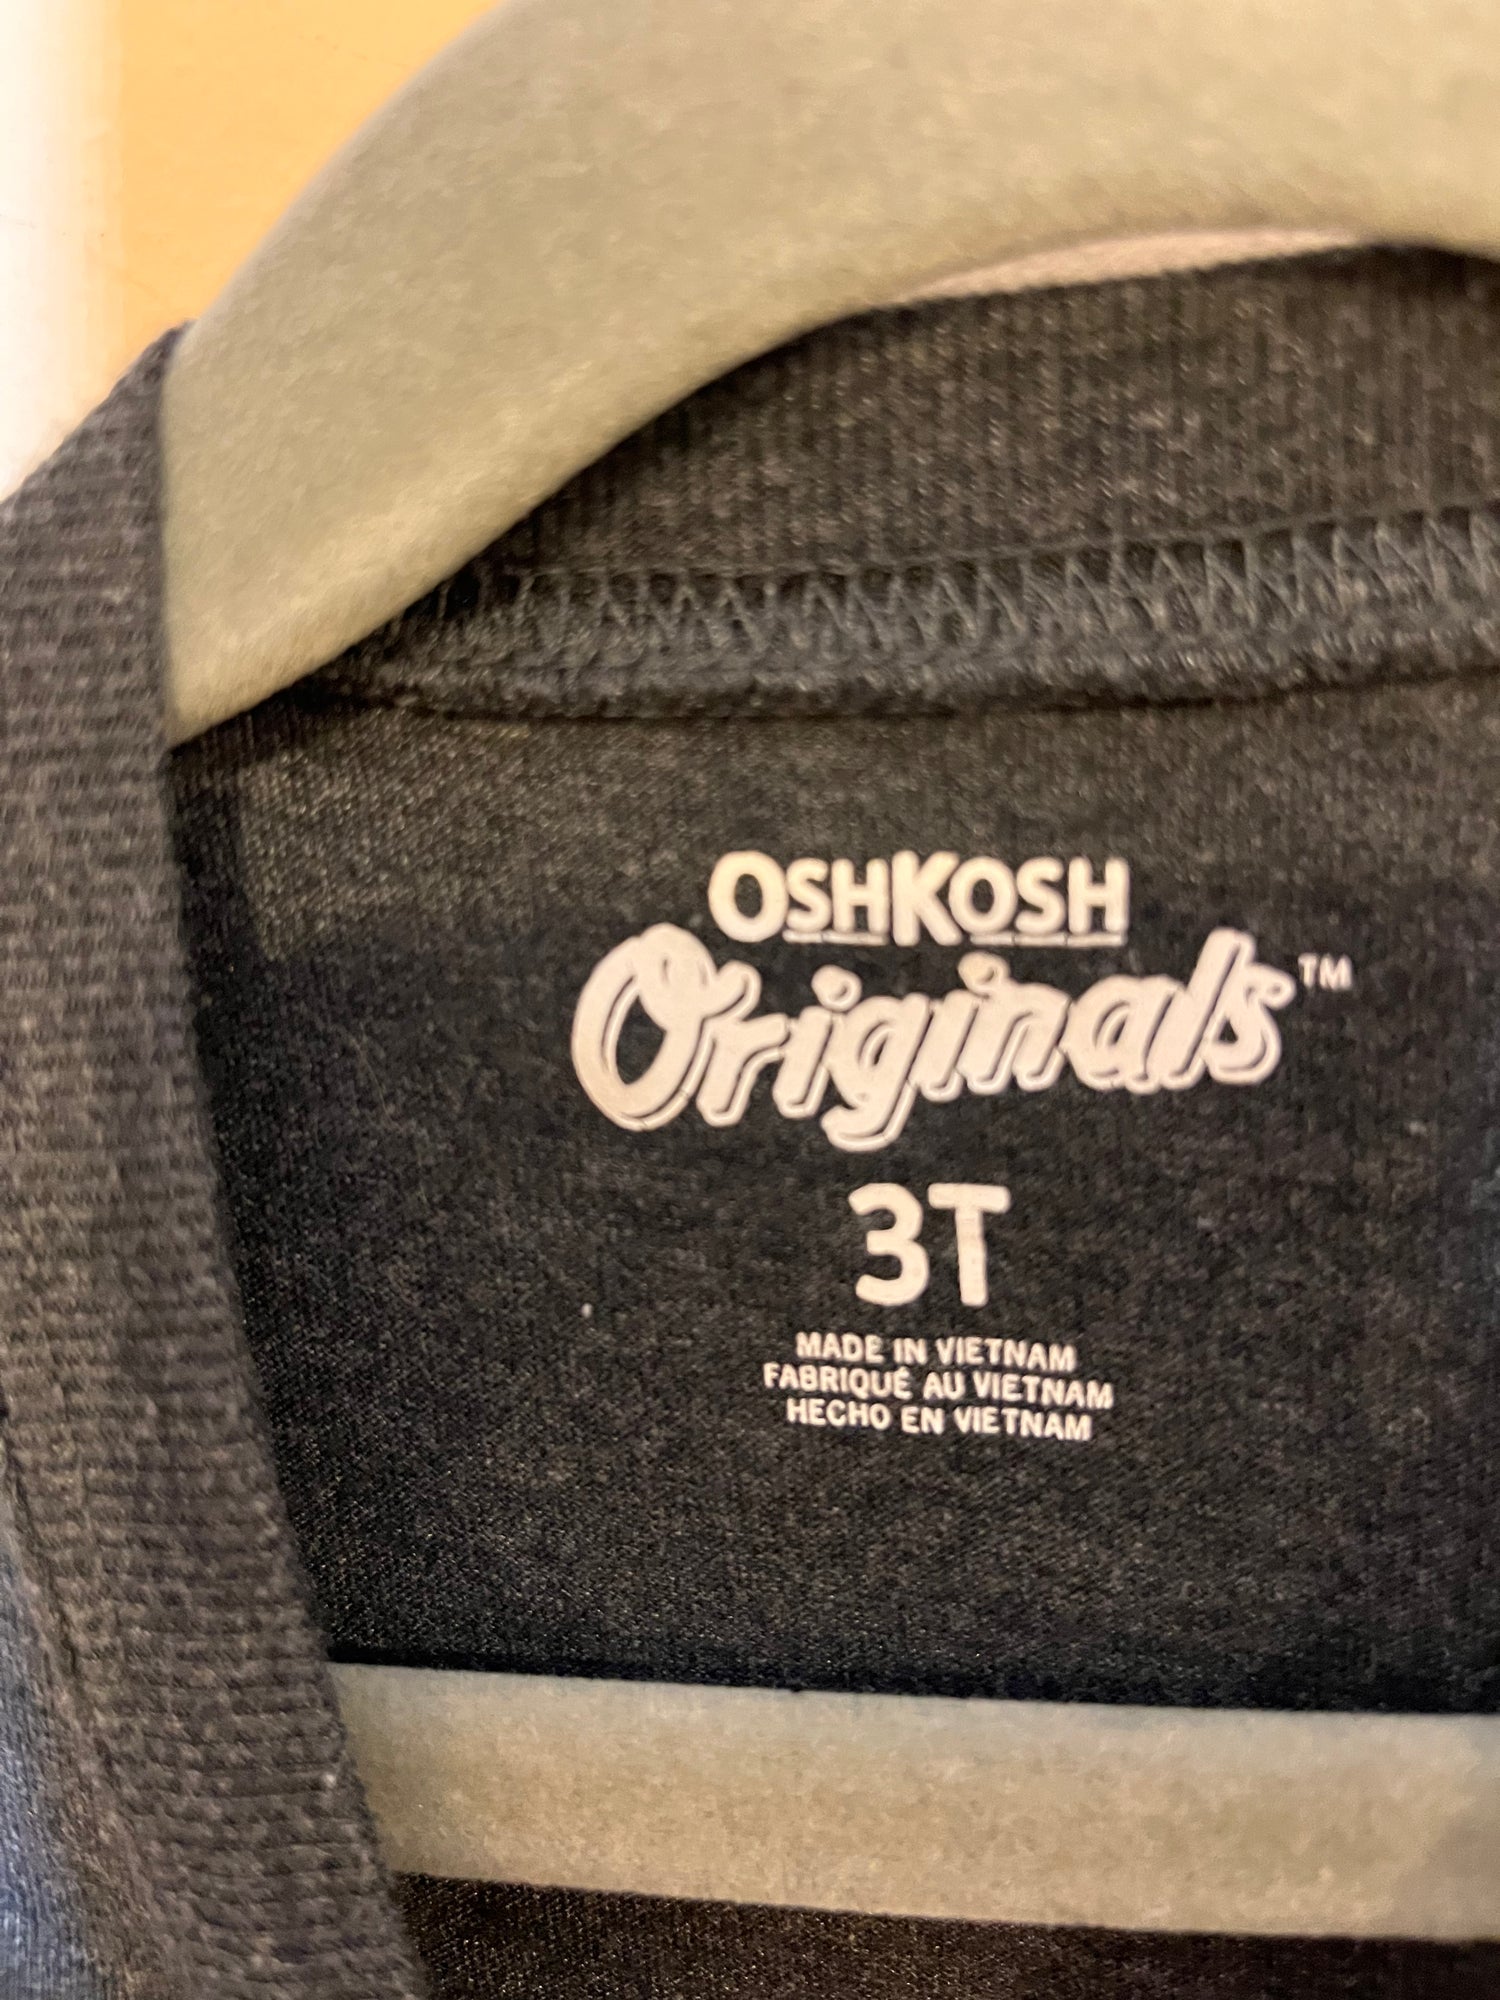 OSHKOSH
Originals™
3T
MADE IN VIETNAM
FABRIQUÉ AU VIETNAM
HECHO EN VIETNAM